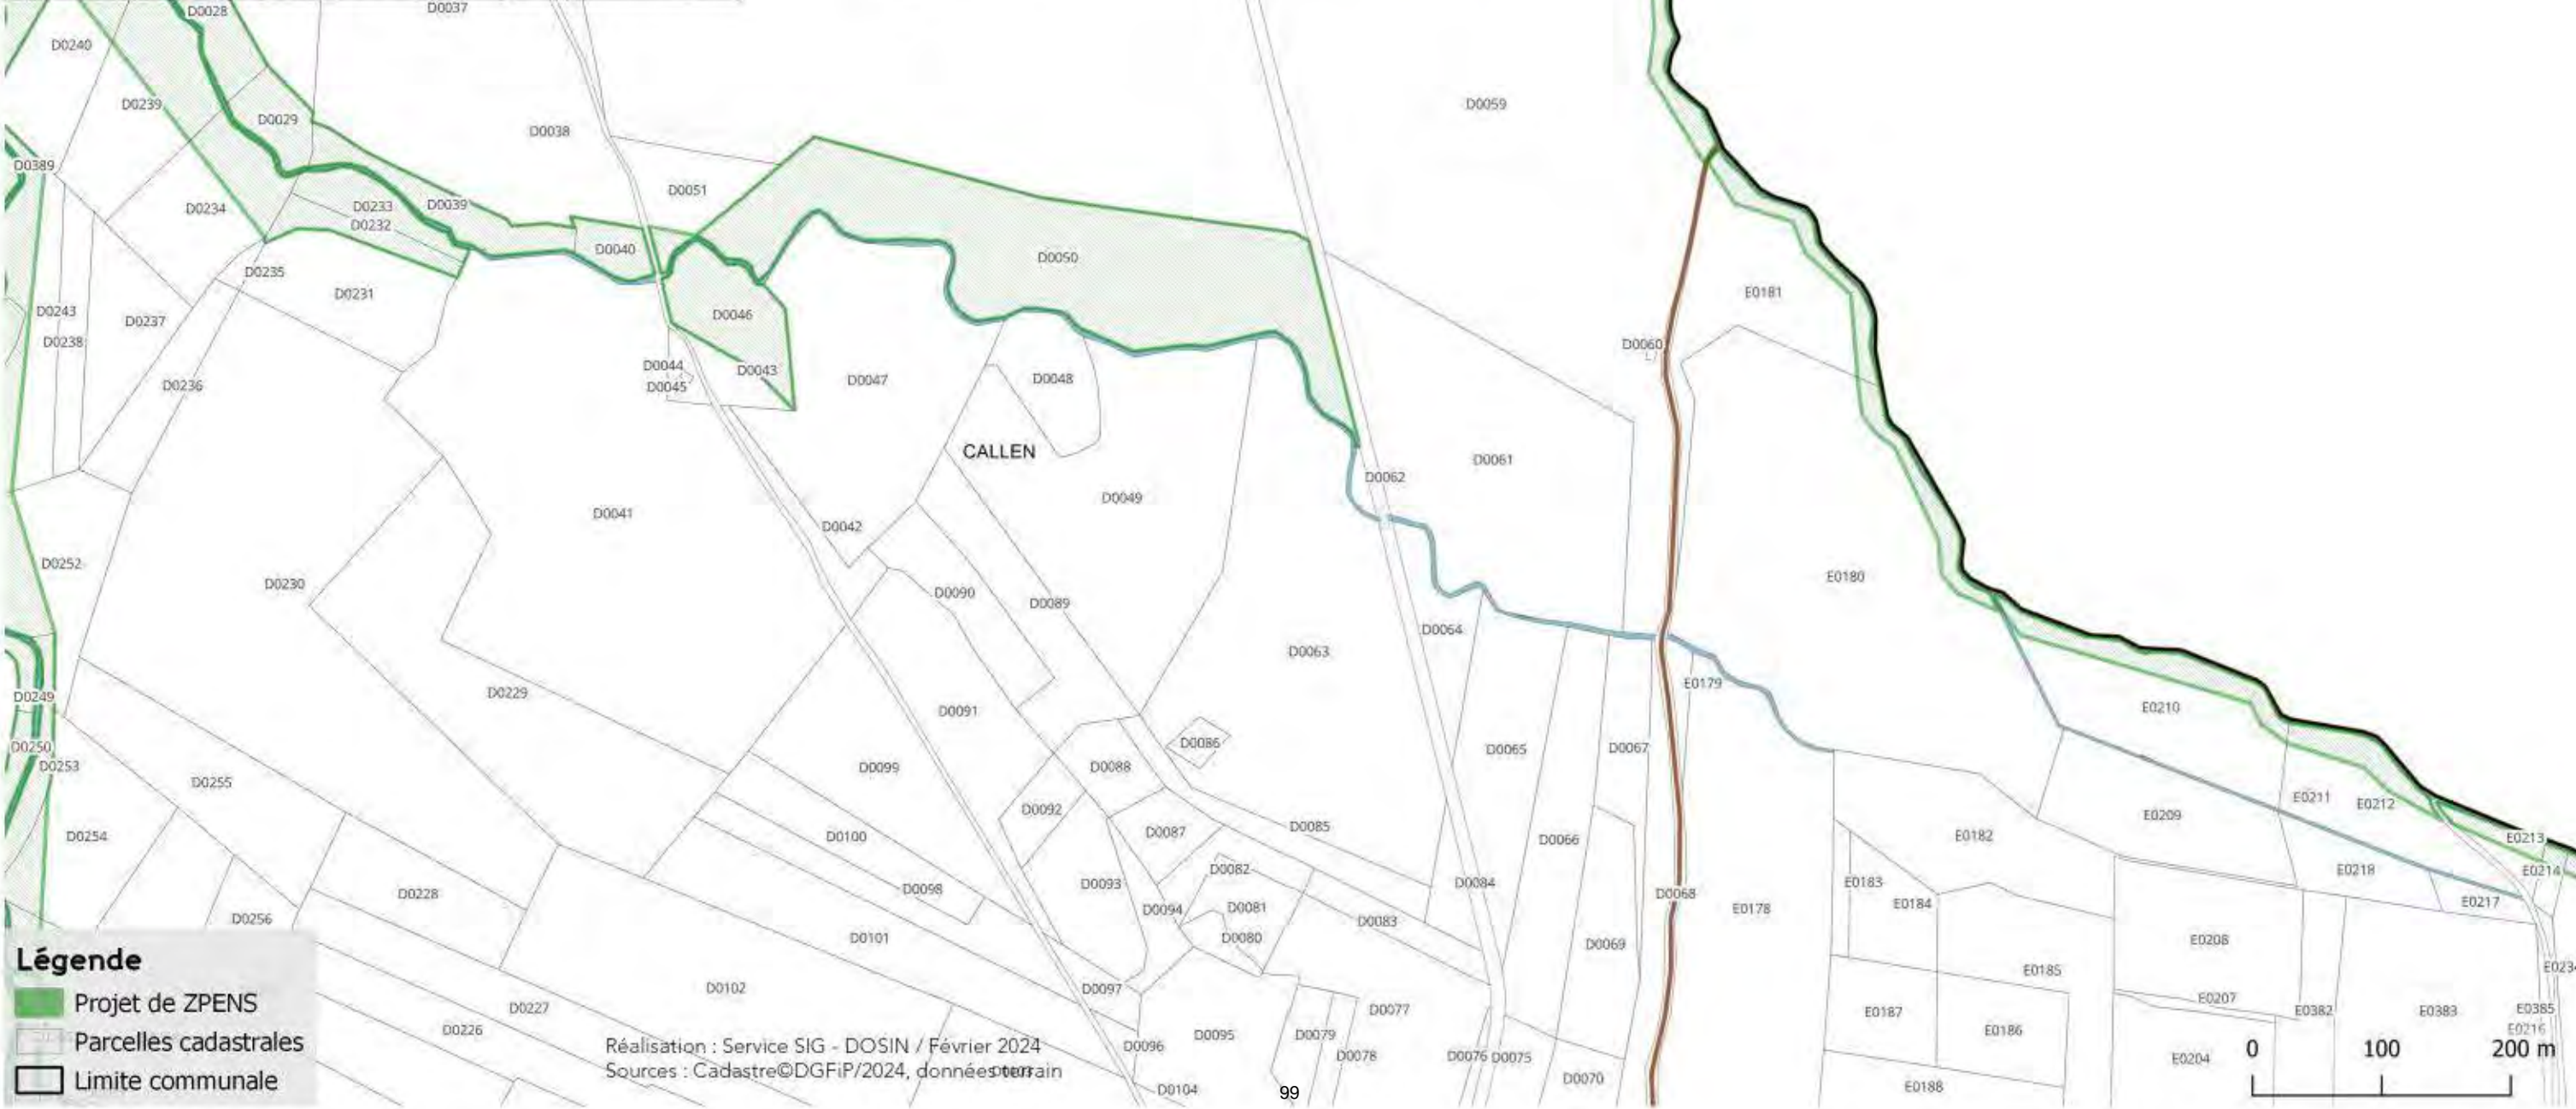 D0028
D0037
D0240
D0239
D0059
D0029
D0038
D0389
D0051
D0234
D0233
D0039
D0232
D0040
D0050
D0235
D0231
E0181
D0243
D0237
D0046
D0238
D0060
D0044
D0043
D0045
D0047
D0048
D0236
CALLEN
D0061
D0062
D0049
D0041
D0042
D0252
D0230
E0180
D0090
D0089
D0064
D0063
E0179
D0249
D0229
D0091
E0210
D0086
D0250
D0253
D0099
D0088
D0065
D0067
D0255
E0211
E0212
D0092
D0254
D0100
D0087
D0085
D0066
E0182
E0209
E0213
D0098
D0093
D0082
D0084
E0183
E0218
E0214
D0228
D0068
E0184
E0217
D0256
D0094
D0081
D0083
E0178
D0101
D0080
D0069
E0208
Légende
E0185
D0102
D0097
E0207
Projet de ZPENS
D0227
D0077
E0187
E0382
E0383
E0385
D0226
D0095
D0079
E0186
E0216
Parcelles cadastrales
Réalisation : Service SIG - DOSIN / Février 2024
D0096
D0078
D0076
D0075
E0204
0 100 200 m
Limite communale
Sources : Cadastre©DGFiP/2024, données terrain
D0104
99
D0070
E0188